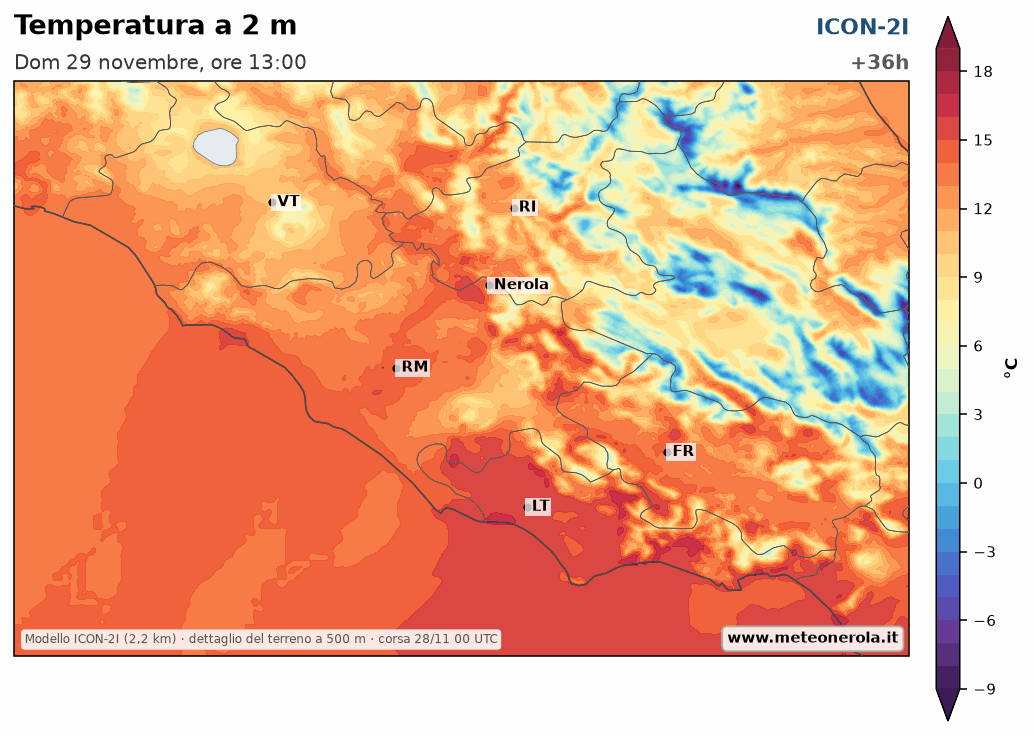 Temperatura a 2 m
ICON-2I
Dom 29 novembre, ore 13:00
+36h
VT
RI
Nerola
RM
FR
LT
Modello ICON-2I (2,2 km) · dettaglio del terreno a 500 m · corsa 28/11 00 UTC
www.meteonerola.it
18
15
12
9
6
3
0
−3
−6
−9
°C